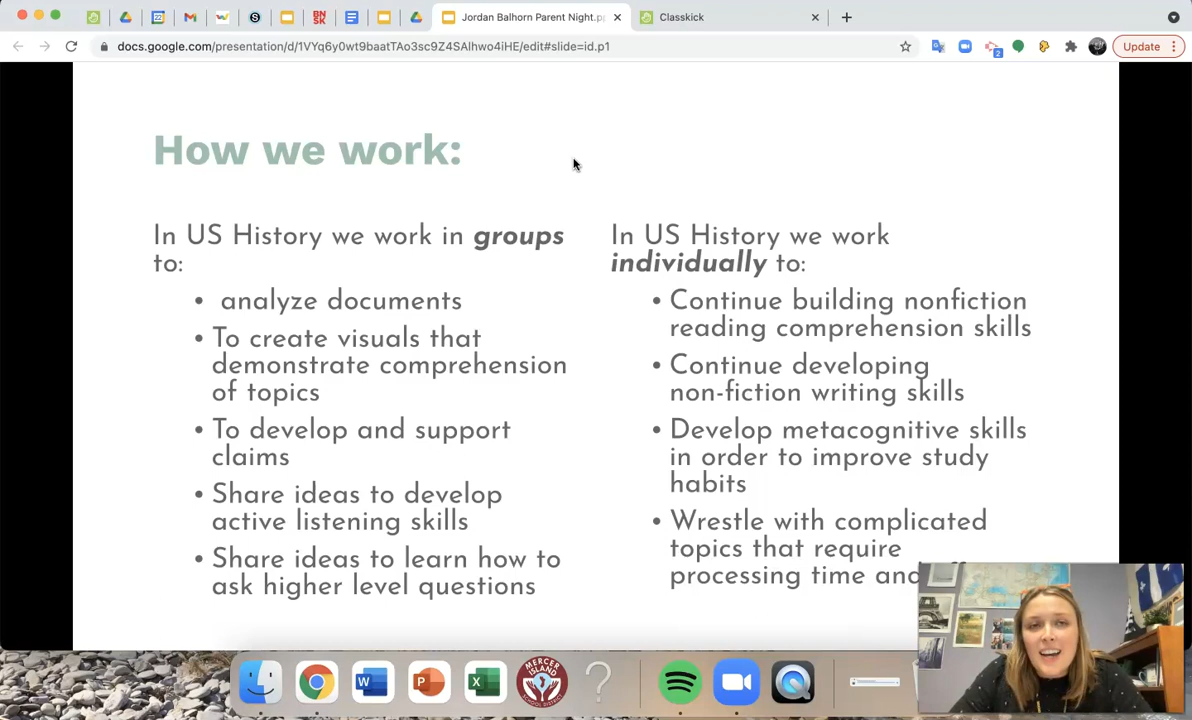 Jordan Balhorn Parent Night.p
Classkick
docs.google.com/presentation/d/1VYq6y0wt9baatTAo3sc9Z4SAlhwo4iHE/edit#slide=id.p1
Update
How we work:
In US History we work in groups
to:
• analyze documents
• To create visuals that
demonstrate comprehension
of topics
• To develop and support
claims
• Share ideas to develop
active listening skills
• Share ideas to learn how to
ask higher level questions
In US History we work
individually to:
• Continue building nonfiction
reading comprehension skills
• Continue developing
non-fiction writing skills
• Develop metacognitive skills
in order to improve study
habits
• Wrestle with complicated
topics that require
processing time and
MERCER
ISLAND
SCHOOL DISTRICT